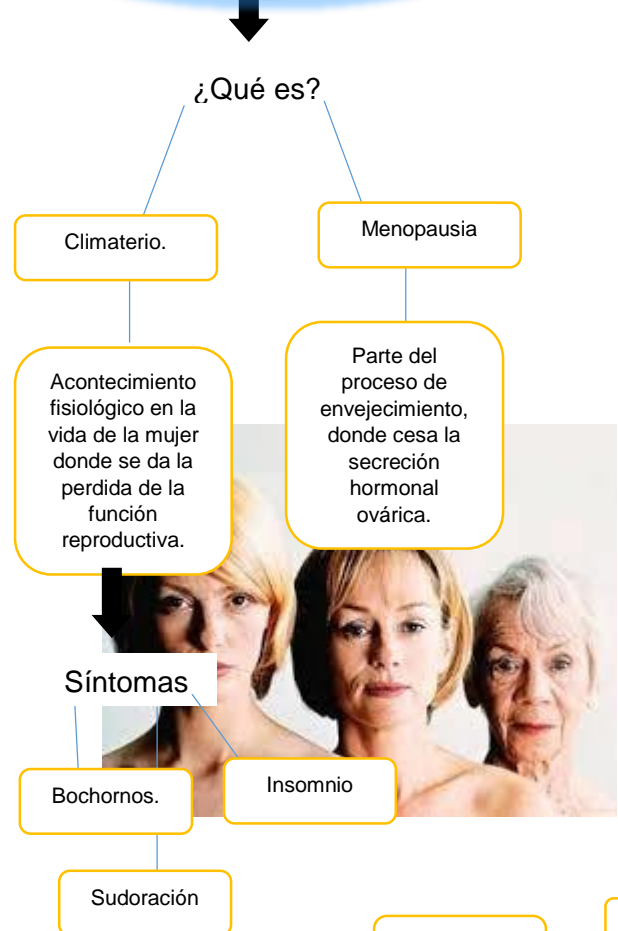 ¿Qué es?
Climaterio.
Menopausia
Acontecimiento
fisiológico en la
vida de la mujer
donde se da la
perdida de la
función
reproductiva.
Parte del
proceso de
envejecimiento,
donde cesa la
secreción
hormonal
ovárica.
Síntomas
Bochornos.
Insomnio
Sudoración